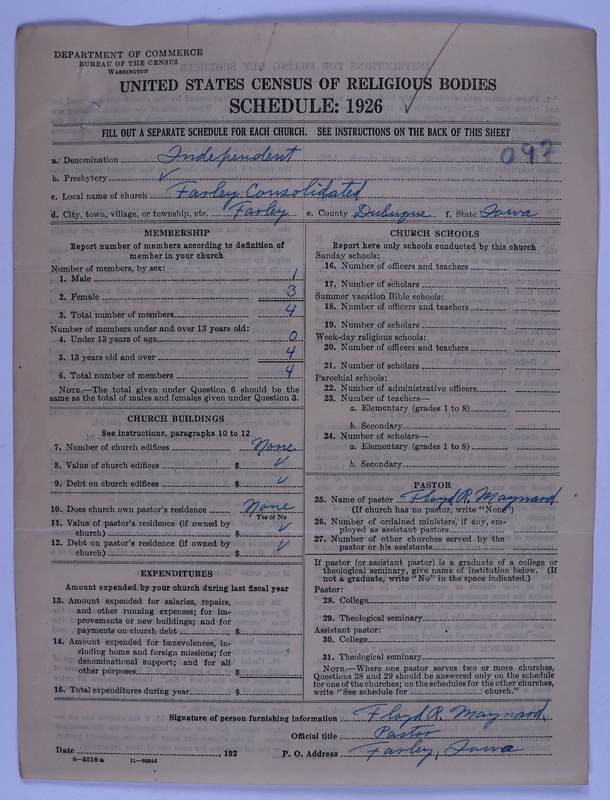 DEPARTMENT OF COMMERCE
BUREAU OF THE CENSUS
WASHINGTON
UNITED STATES CENSUS OF RELIGIOUS BODIES
SCHEDULE: 1926
FILL OUT A SEPARATE SCHEDULE FOR EACH CHURCH. SEE INSTRUCTIONS ON THE BACK OF THIS SHEET
a. Denomination Independent
092
b. Presbytery ✓
c. Local name of church Farley Consolidated
d. City, town, village, or township, etc. Farley e. County Dubuque f. State Iowa
MEMBERSHIP
Report number of members according to definition of
member in your church
Number of members, by sex:
1. Male 1
2. Female 3
3. Total number of members 4
Number of members under and over 13 years old:
4. Under 13 years of age 0
5. 13 years old and over 4
6. Total number of members 4
NOTE.—The total given under Question 6 should be the
same as the total of males and females given under Question 3.
CHURCH BUILDINGS
See instructions, paragraphs 10 to 12
7. Number of church edifices None
8. Value of church edifices $ ✓
9. Debt on church edifices $ ✓
10. Does church own pastor's residence None
Yes or No
11. Value of pastor's residence (if owned by
church) $ ✓
12. Debt on pastor's residence (if owned by
church) $ ✓
EXPENDITURES
Amount expended by your church during last fiscal year
13. Amount expended for salaries, repairs,
and other running expenses; for im-
provements or new buildings; and for
payments on church debt $
14. Amount expended for benevolences, in-
cluding home and foreign missions; for
denominational support; and for all
other purposes $
15. Total expenditures during year $
CHURCH SCHOOLS
Report here only schools conducted by this church
Sunday schools:
16. Number of officers and teachers
17. Number of scholars
Summer vacation Bible schools:
18. Number of officers and teachers
19. Number of scholars
Week-day religious schools:
20. Number of officers and teachers
21. Number of scholars
Parochial schools:
22. Number of administrative officers
23. Number of teachers—
a. Elementary (grades 1 to 8)
b. Secondary
24. Number of scholars—
a. Elementary (grades 1 to 8)
b. Secondary
PASTOR
25. Name of pastor Floyd R. Maynard
(If church has no pastor, write "None")
26. Number of ordained ministers, if any, em-
ployed as assistant pastors
27. Number of other churches served by the
pastor or his assistants
If pastor (or assistant pastor) is a graduate of a college or
theological seminary, give name of institution below. (If
not a graduate, write "No" in the space indicated.)
Pastor:
28. College
29. Theological seminary
Assistant pastor:
30. College
31. Theological seminary
NOTE.—Where one pastor serves two or more churches,
Questions 28 and 29 should be answered only on the schedule
for one of the churches; on the schedules for the other churches,
write "See schedule for church."
Signature of person furnishing information Floyd R. Maynard
Official title Pastor
Date , 192 P. O. Address Farley, Iowa
8—5518 a 11—9654d